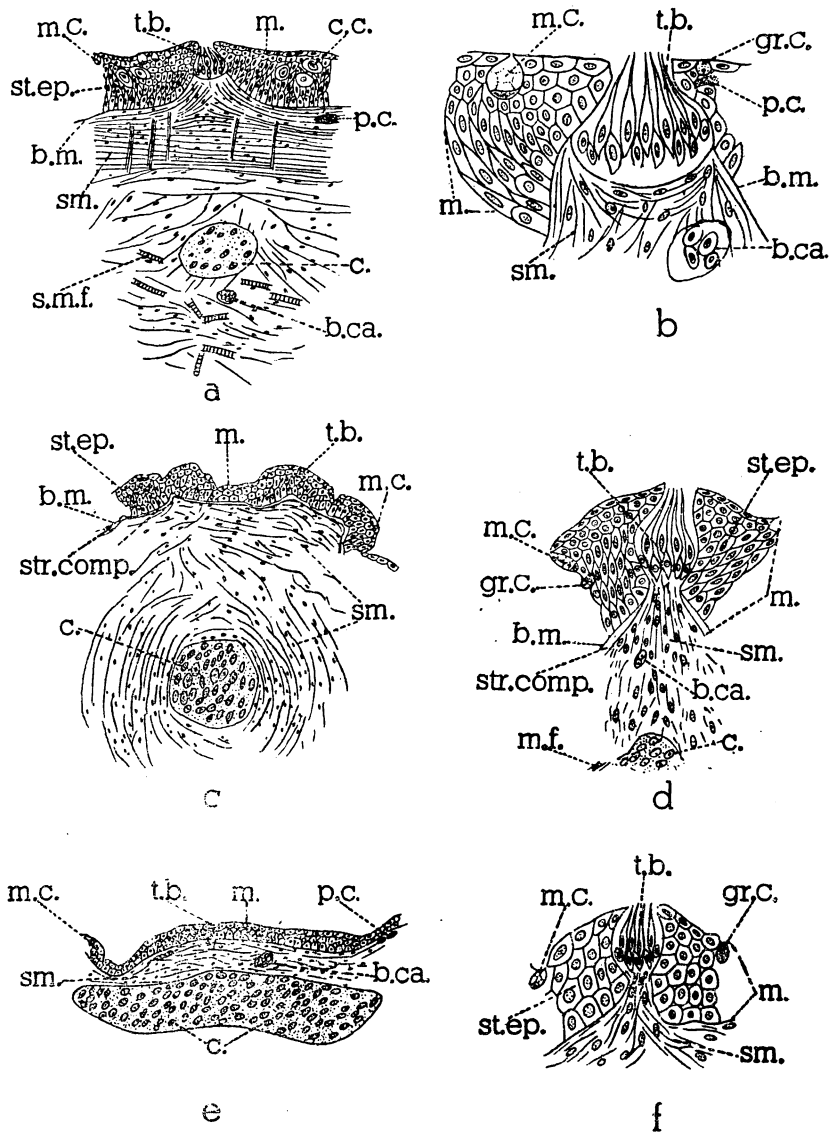 m.c. t.b. m. c.c.
st.ep.
p.c.
b.m.
sm.
c.
s.m.f.
b.ca.
a
m.c. t.b. gr.c.
p.c.
b.m.
m.
sm. b.ca.
b
st.ep. m. t.b.
b.m. m.c.
str.comp.
sm.
c.
c
t.b. st.ep.
m.c.
gr.c.
m.
b.m. sm.
str.comp. b.ca.
m.f. c.
d
m.c. t.b. m. p.c.
sm. b.ca.
c.
e
t.b.
m.c. gr.c.
m.
st.ep. sm.
f